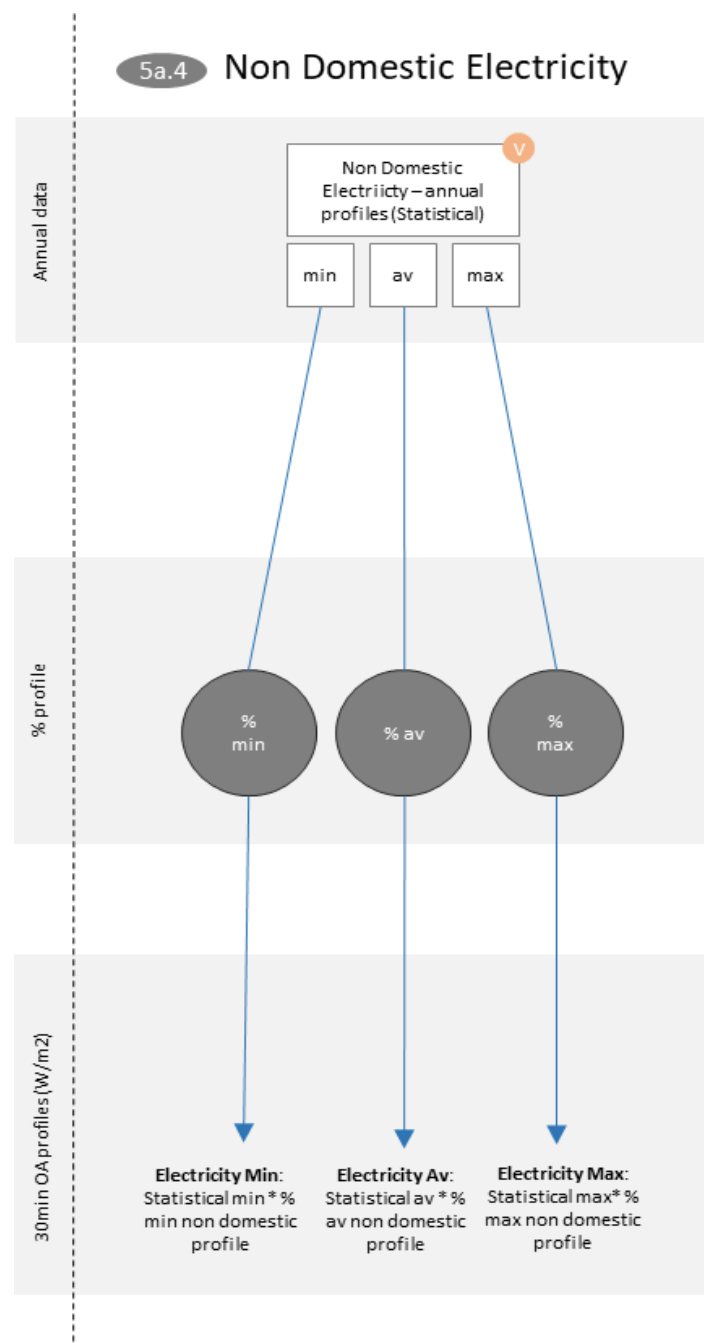 5a.4 Non Domestic Electricity
Annual data
V
Non Domestic
Electriicty – annual
profiles (Statistical)
min av max
% profile
%
min
% av
%
max
30min OA profiles (W/m2)
Electricity Min:
Statistical min * %
min non domestic
profile
Electricity Av:
Statistical av * %
av non domestic
profile
Electricity Max:
Statistical max* %
max non domestic
profile